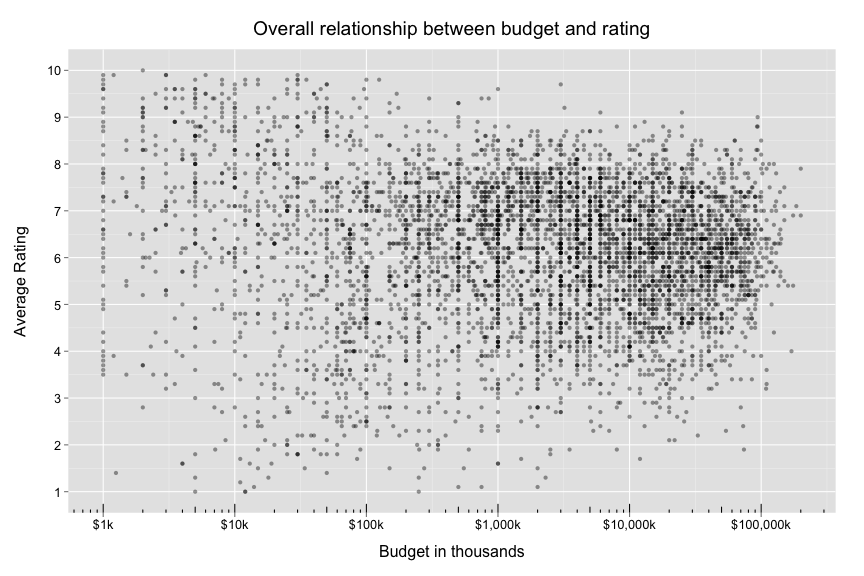 Overall relationship between budget and rating
Average Rating
10
9
8
7
6
5
4
3
2
1
$1k
$10k
$100k
$1,000k
$10,000k
$100,000k
Budget in thousands